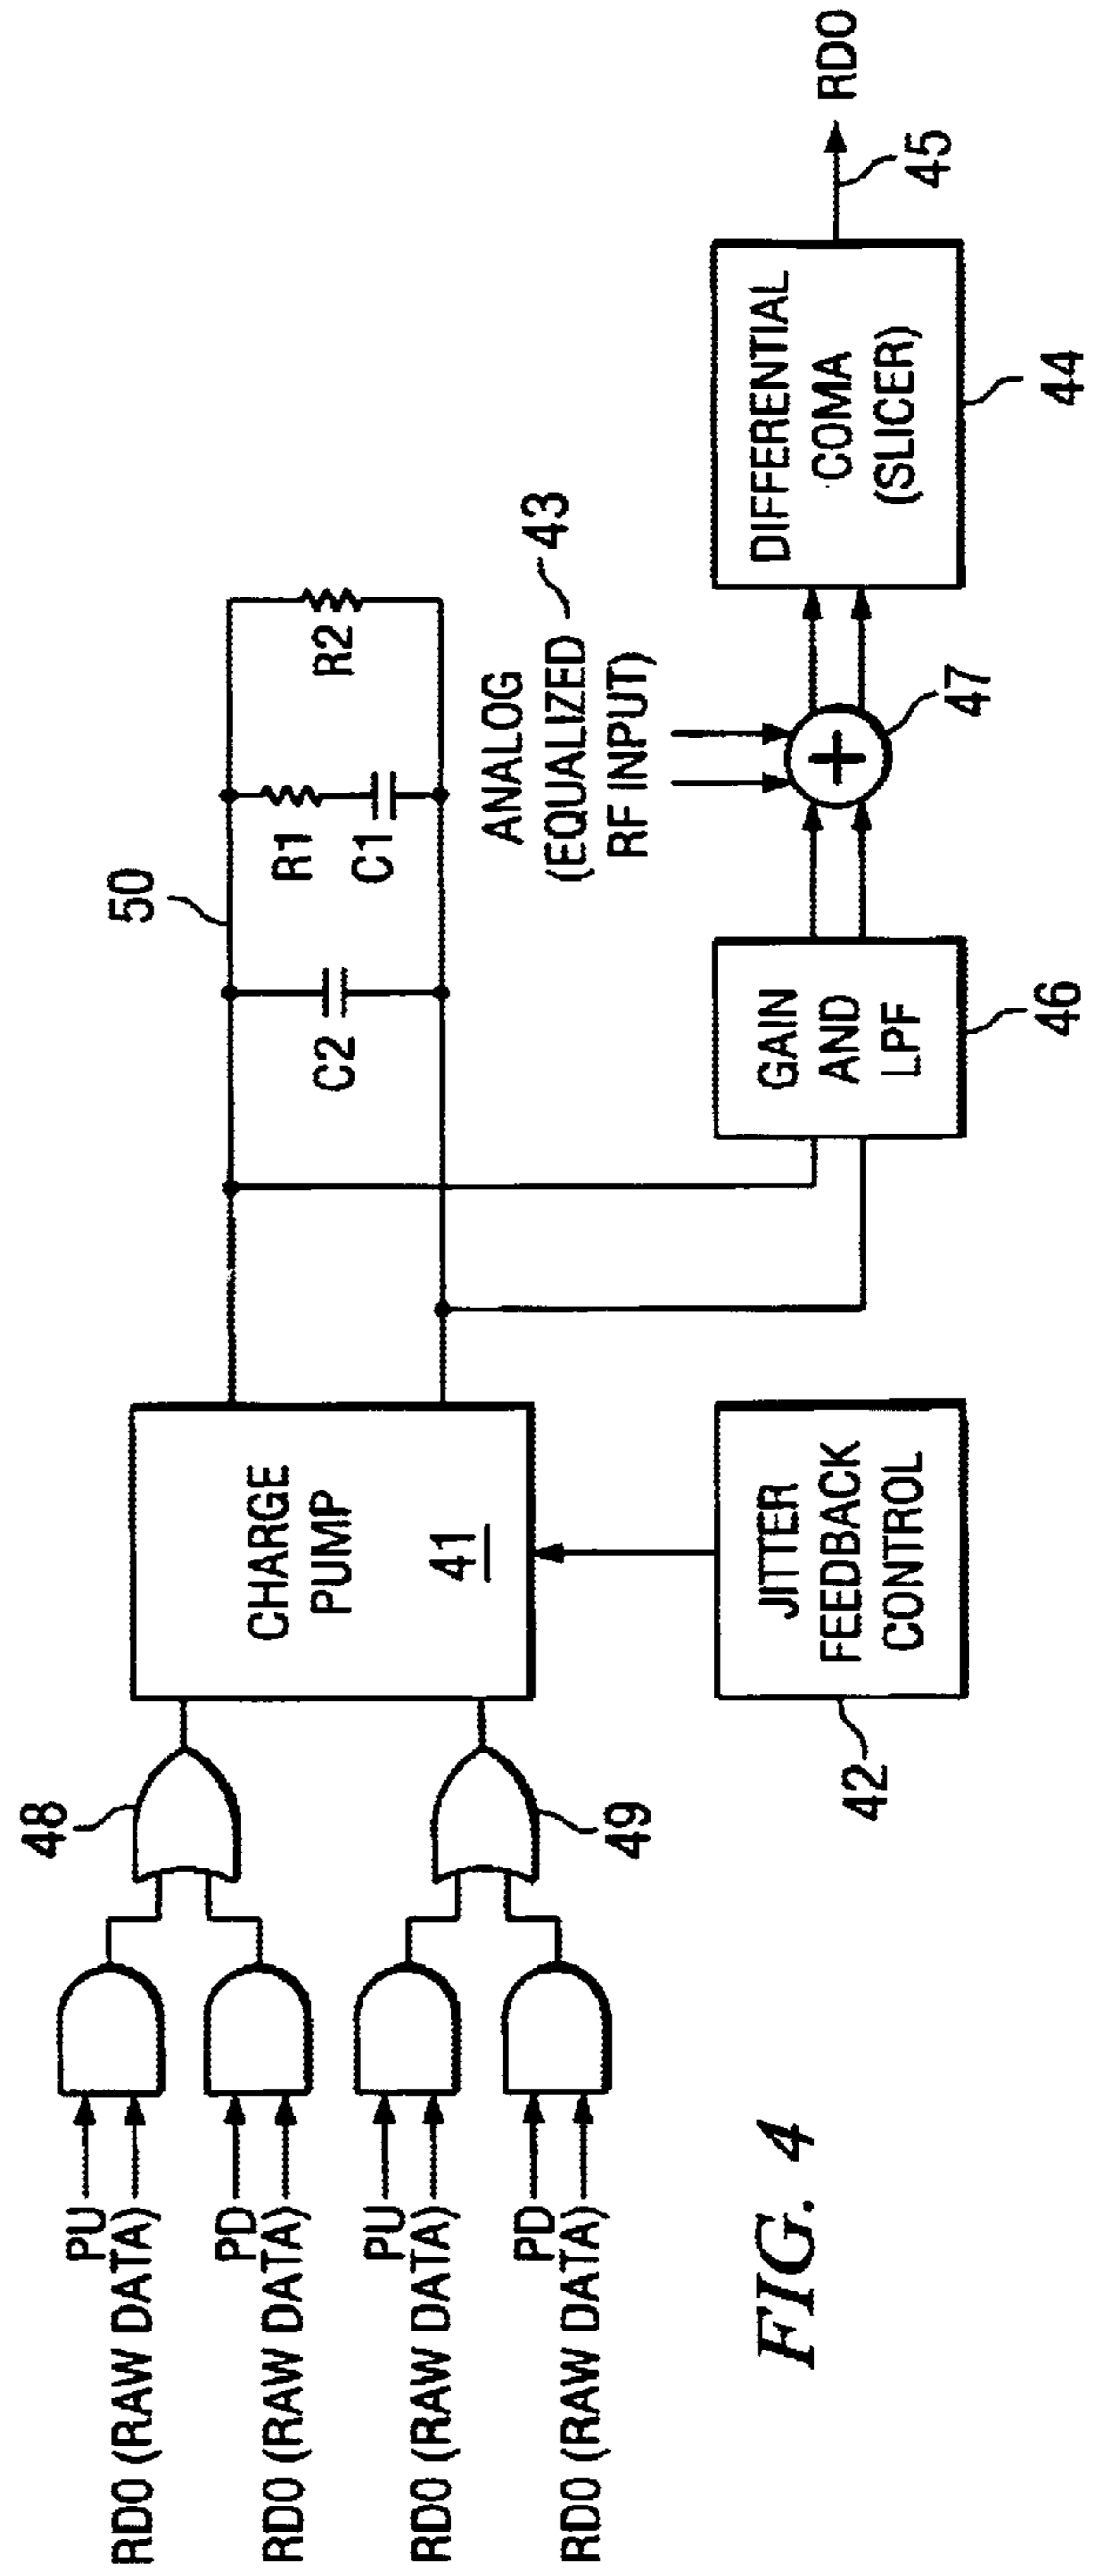 PU
RDO (RAW DATA)
PD
RDO (RAW DATA)
PU
RDO (RAW DATA)
PD
RDO (RAW DATA)
48
49
CHARGE
PUMP
41
JITTER
FEEDBACK
CONTROL
42
50
C2
R1
C1
R2
GAIN
AND
LPF
46
ANALOG
(EQUALIZED
RF INPUT)
43
+
47
DIFFERENTIAL
COMA
(SLICER)
44
45
RDO
FIG. 4